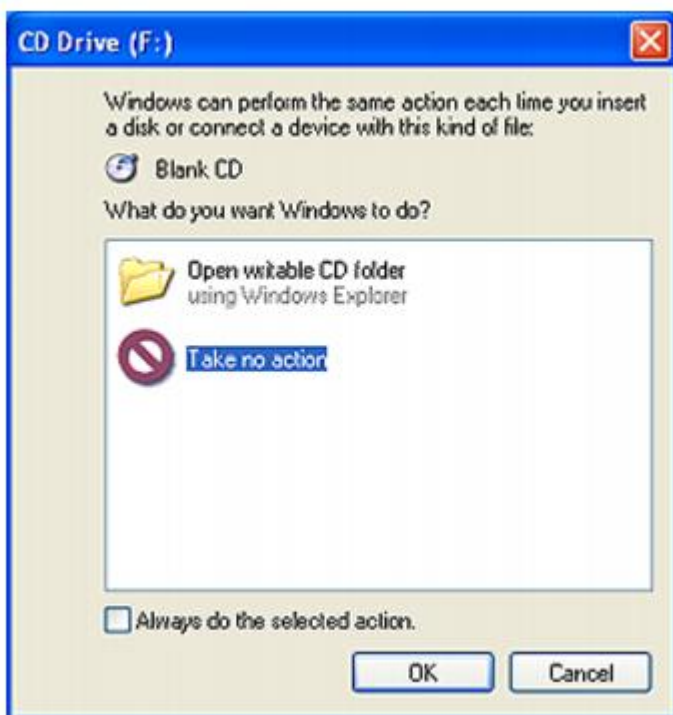 CD Drive (F:)
Windows can perform the same action each time you insert
a disk or connect a device with this kind of file:
Blank CD
What do you want Windows to do?
Open writable CD folder
using Windows Explorer
Take no action
Always do the selected action.
OK
Cancel